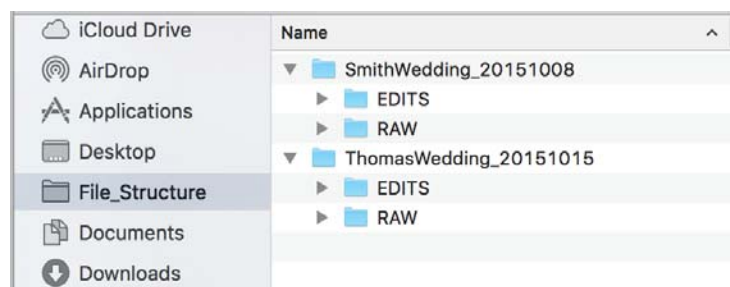 iCloud Drive
AirDrop
Applications
Desktop
File_Structure
Documents
Downloads
Name
SmithWedding_20151008
EDITS
RAW
ThomasWedding_20151015
EDITS
RAW